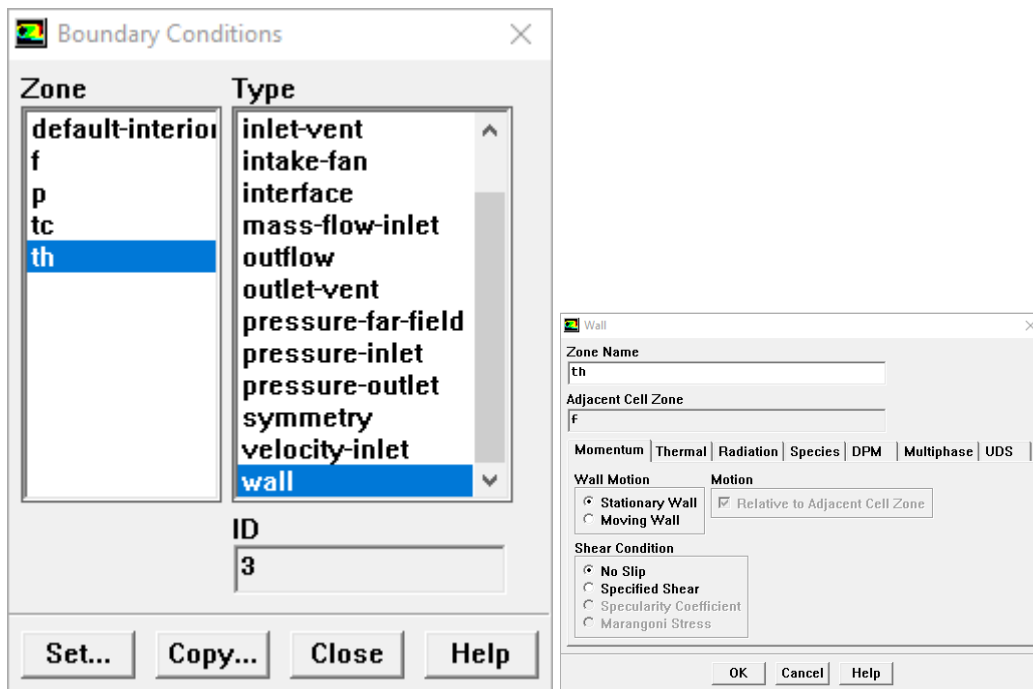 Boundary Conditions
Zone
Type
default-interior
f
p
tc
th
inlet-vent
intake-fan
interface
mass-flow-inlet
outflow
outlet-vent
pressure-far-field
pressure-inlet
pressure-outlet
symmetry
velocity-inlet
wall
ID
3
Set... Copy... Close Help
Wall
Zone Name
th
Adjacent Cell Zone
f
Momentum Thermal Radiation Species DPM Multiphase UDS
Wall Motion Motion
Stationary Wall Relative to Adjacent Cell Zone
Moving Wall
Shear Condition
No Slip
Specified Shear
Specularity Coefficient
Marangoni Stress
OK Cancel Help